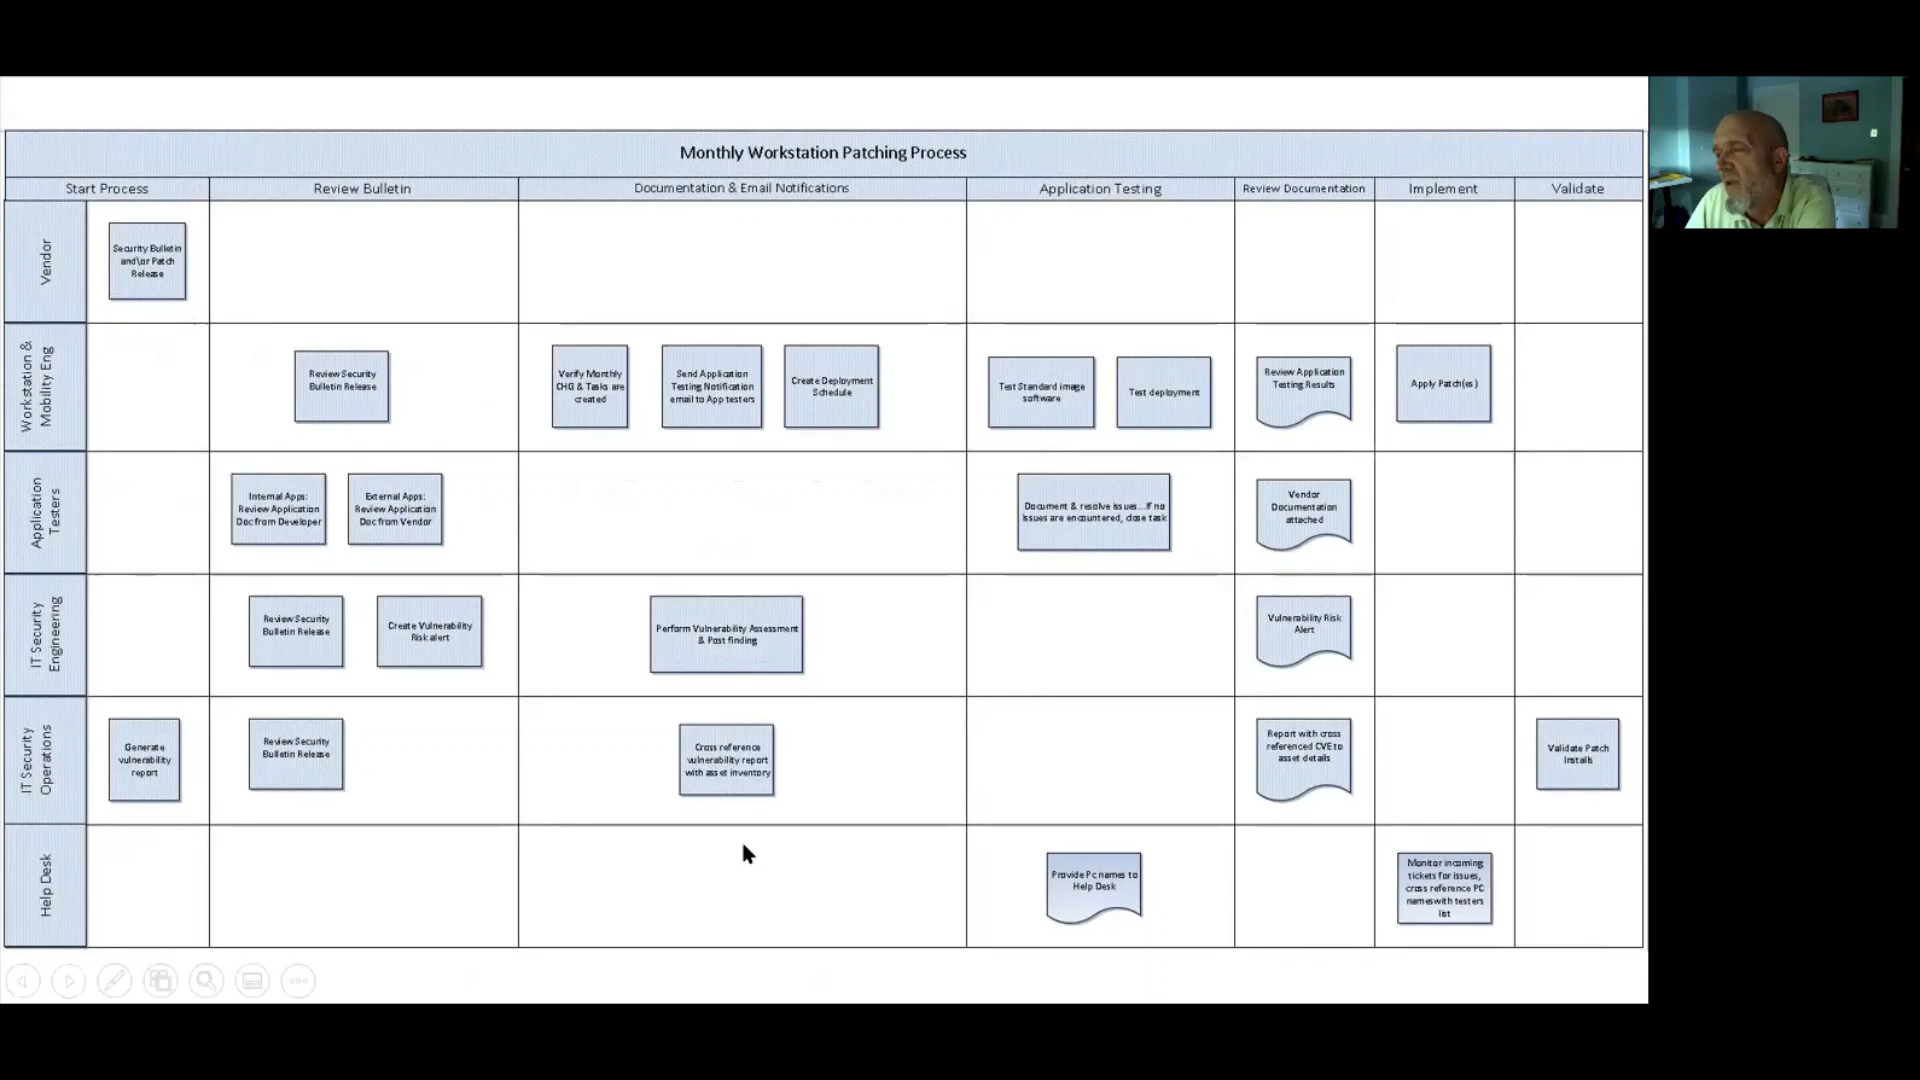 Monthly Workstation Patching Process
Start Process
Review Bulletin
Documentation & Email Notifications
Application Testing
Review Documentation
Implement
Validate
Vendor
Security Bulletin
and\or Patch
Release
Workstation &
Mobility Eng
Review Security
Bulletin Release
Verify Monthly
CHG & Tasks are
created
Send Application
Testing Notification
email to App testers
Create Deployment
Schedule
Test Standard image
software
Test deployment
Review Application
Testing Results
Apply Patch(es)
Application
Testers
Internal Apps:
Review Application
Doc from Developer
External Apps:
Review Application
Doc from Vendor
Document & resolve issues...If no
issues are encountered, close task
Vendor
Documentation
attached
IT Security
Engineering
Review Security
Bulletin Release
Create Vulnerability
Risk alert
Perform Vulnerability Assessment
& Post finding
Vulnerability Risk
Alert
IT Security
Operations
Generate
vulnerability
report
Review Security
Bulletin Release
Cross reference
vulnerability report
with asset inventory
Report with cross
referenced CVE to
asset details
Validate Patch
Installs
Help Desk
Provide Pc names to
Help Desk
Monitor incoming
tickets for issues,
cross reference PC
names with testers
list